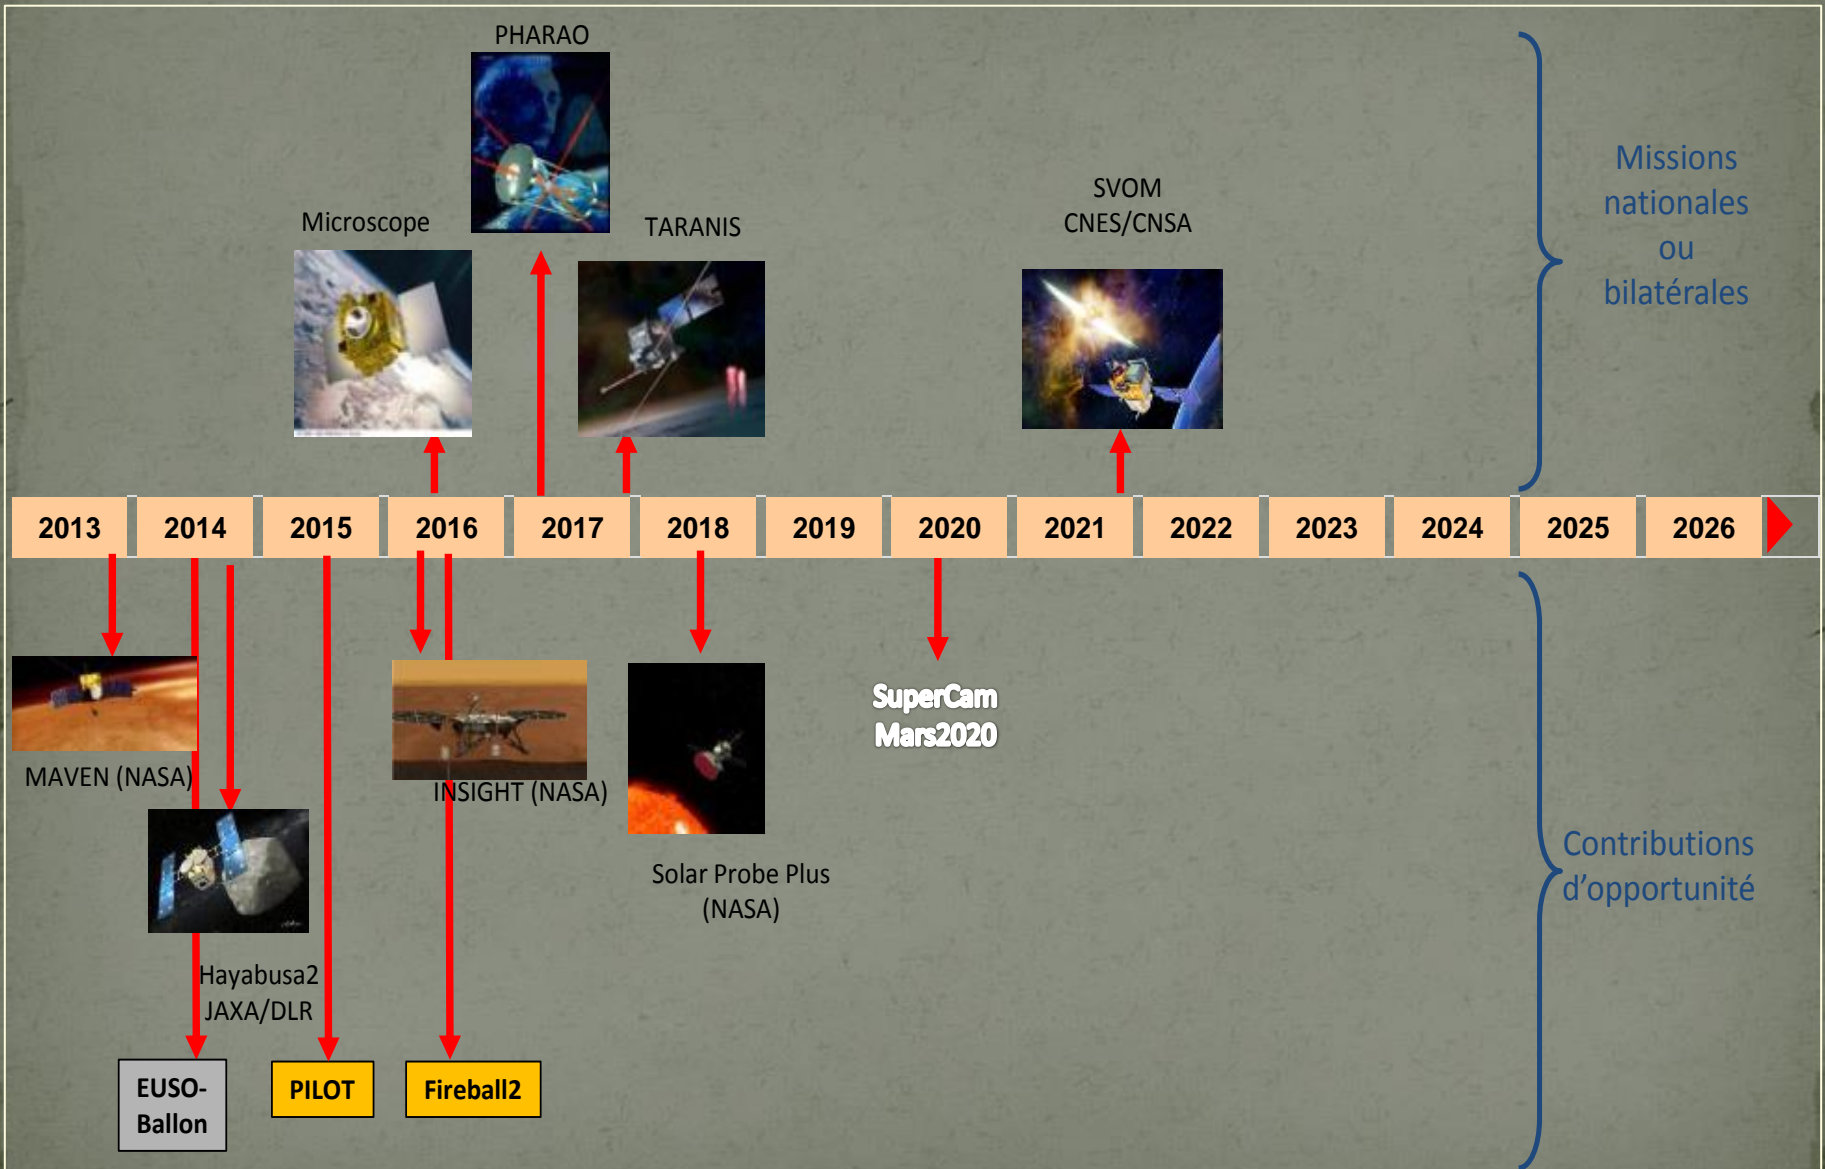 PHARAO
Microscope
TARANIS
SVOM
CNES/CNSA
Missions
nationales
ou
bilatérales
2013 2014 2015 2016 2017 2018 2019 2020 2021 2022 2023 2024 2025 2026
MAVEN (NASA)
INSIGHT (NASA)
SuperCam
Mars2020
Solar Probe Plus
(NASA)
Contributions
d’opportunité
Hayabusa2
JAXA/DLR
EUSO-
Ballon
PILOT
Fireball2